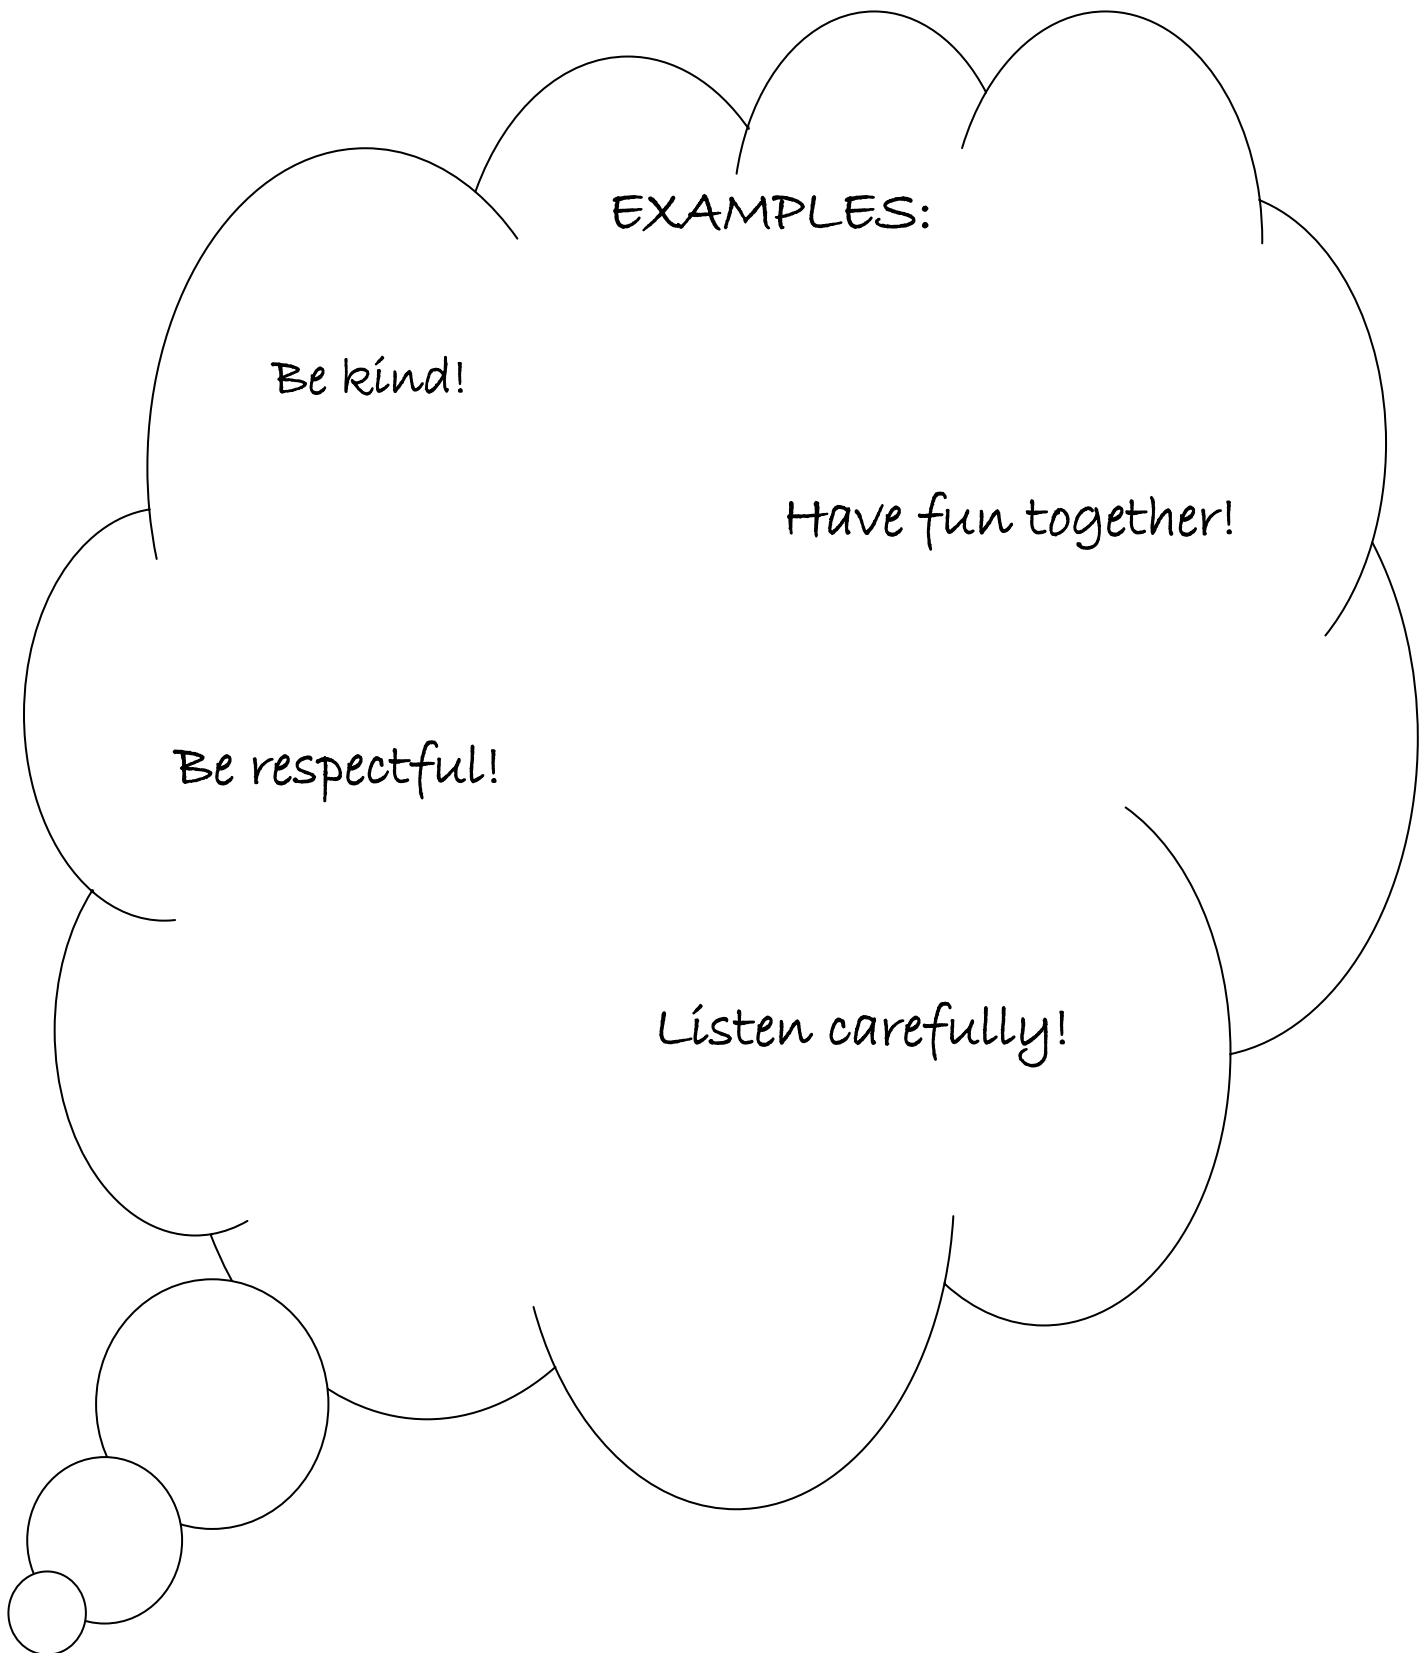 EXAMPLES:
Be kind!
Have fun together!
Be respectful!
Listen carefully!